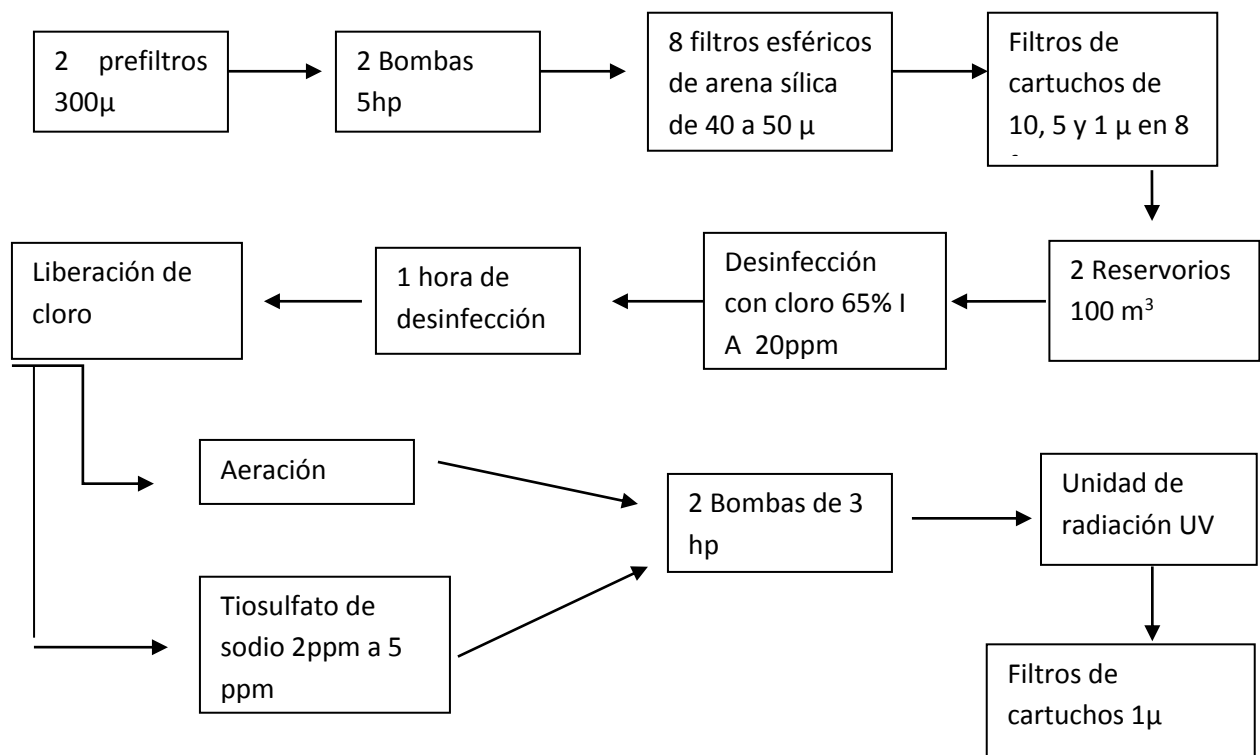 2 prefiltros
300µ
2 Bombas
5hp
8 filtros esféricos
de arena sílica
de 40 a 50 µ
Filtros de
cartuchos de
10, 5 y 1 µ en 8
Liberación de
cloro
1 hora de
desinfección
Desinfección
con cloro 65% I
A 20ppm
2 Reservorios
100 m³
Aeración
Tiosulfato de
sodio 2ppm a 5
ppm
2 Bombas de 3
hp
Unidad de
radiación UV
Filtros de
cartuchos 1µ